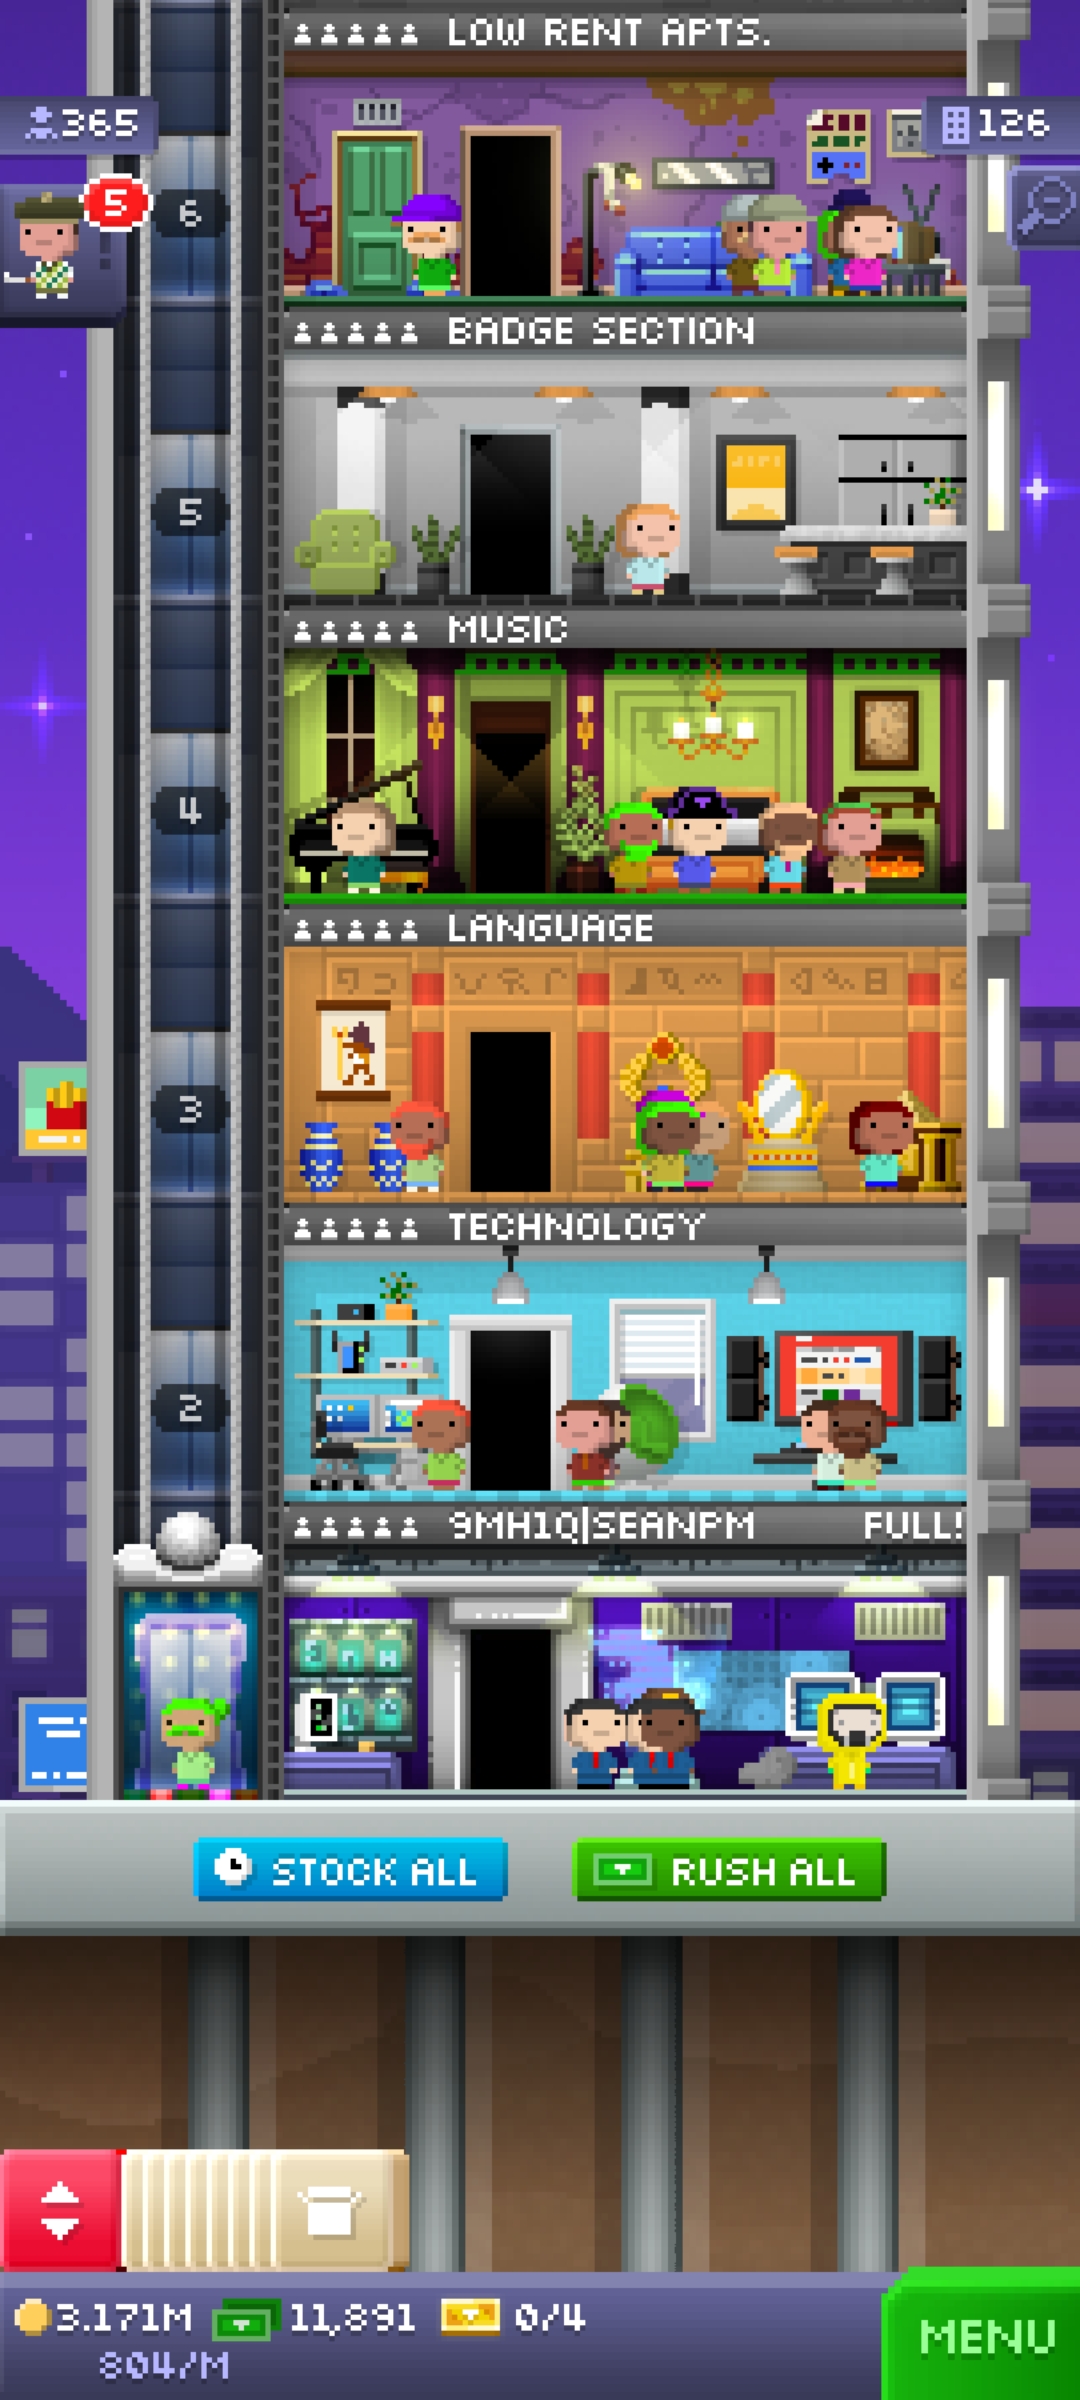 LOW RENT APTS.
365
126
5
6
BADGE SECTION
5
MUSIC
4
LANGUAGE
3
TECHNOLOGY
2
9MH1Q|SEANPM FULL!
STOCK ALL
RUSH ALL
3.171M
11,891
0/4
804/M
MENU